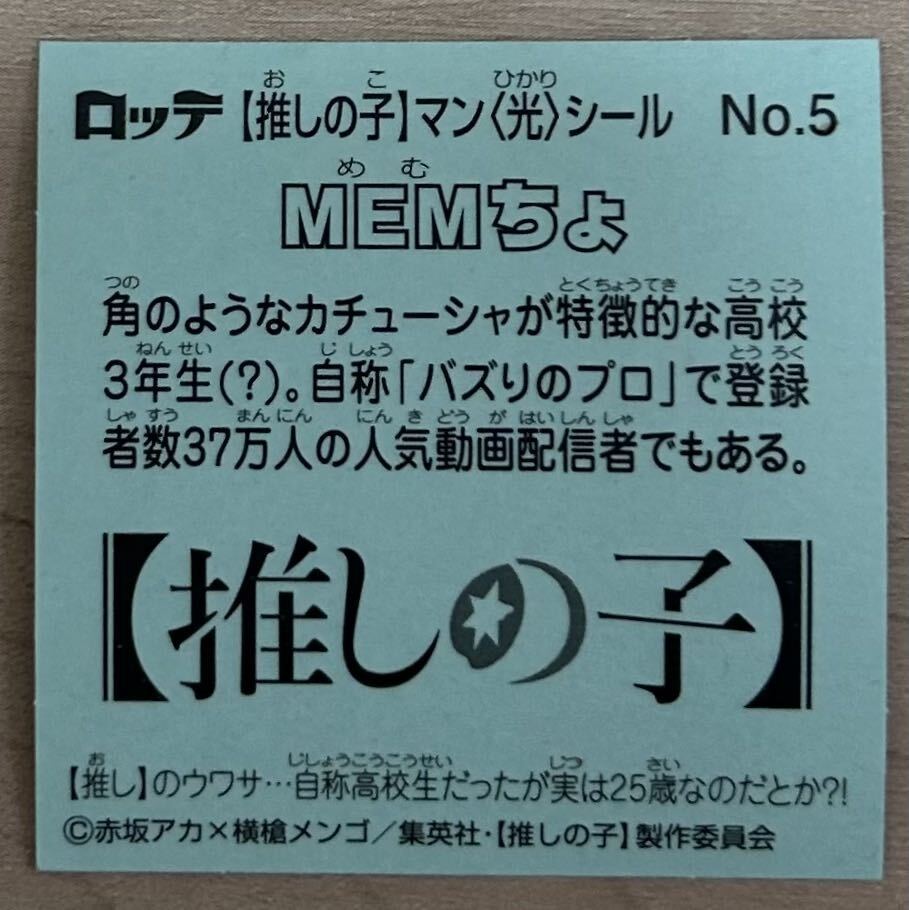 ロッテ 【推しの子】マン〈光〉シール No.5
MEMちょ
角のようなカチューシャが特徴的な高校
3年生(?)。自称「バズりのプロ」で登録
者数37万人の人気動画配信者でもある。
【推しの子】
【推し】のウワサ…自称高校生だったが実は25歳なのだとか?!
©赤坂アカ×横槍メンゴ/集英社・【推しの子】製作委員会